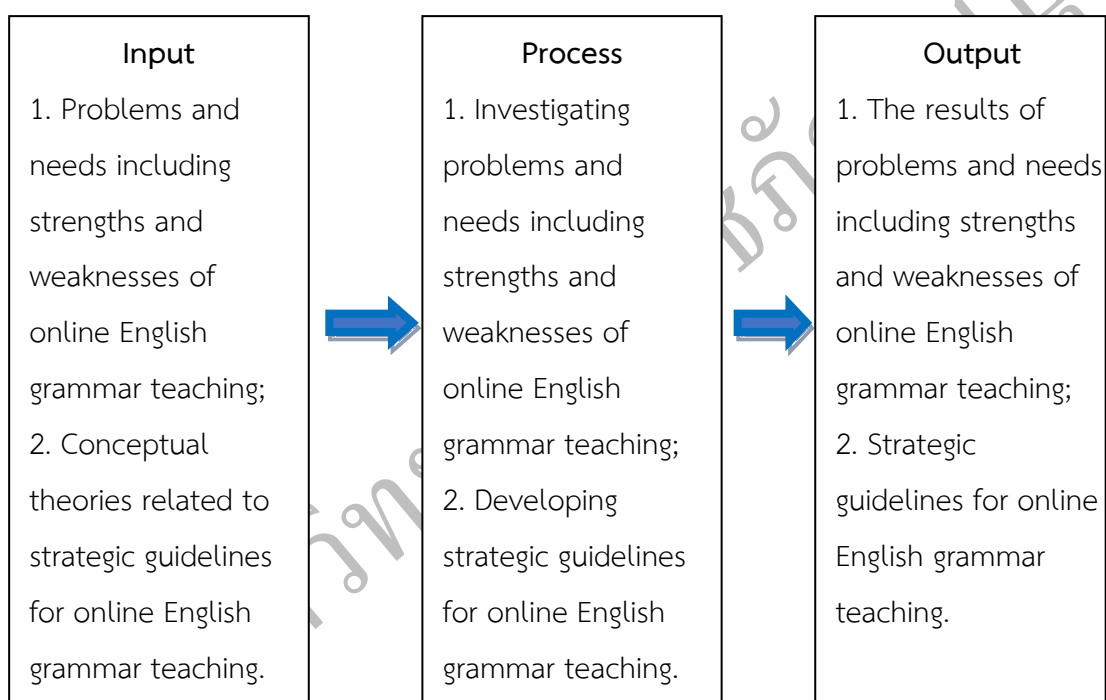 Input
1. Problems and
needs including
strengths and
weaknesses of
online English
grammar teaching;
2. Conceptual
theories related to
strategic guidelines
for online English
grammar teaching.
Process
1. Investigating
problems and
needs including
strengths and
weaknesses of
online English
grammar teaching;
2. Developing
strategic guidelines
for online English
grammar teaching.
Output
1. The results of
problems and needs
including strengths
and weaknesses of
online English
grammar teaching;
2. Strategic
guidelines for online
English grammar
teaching.